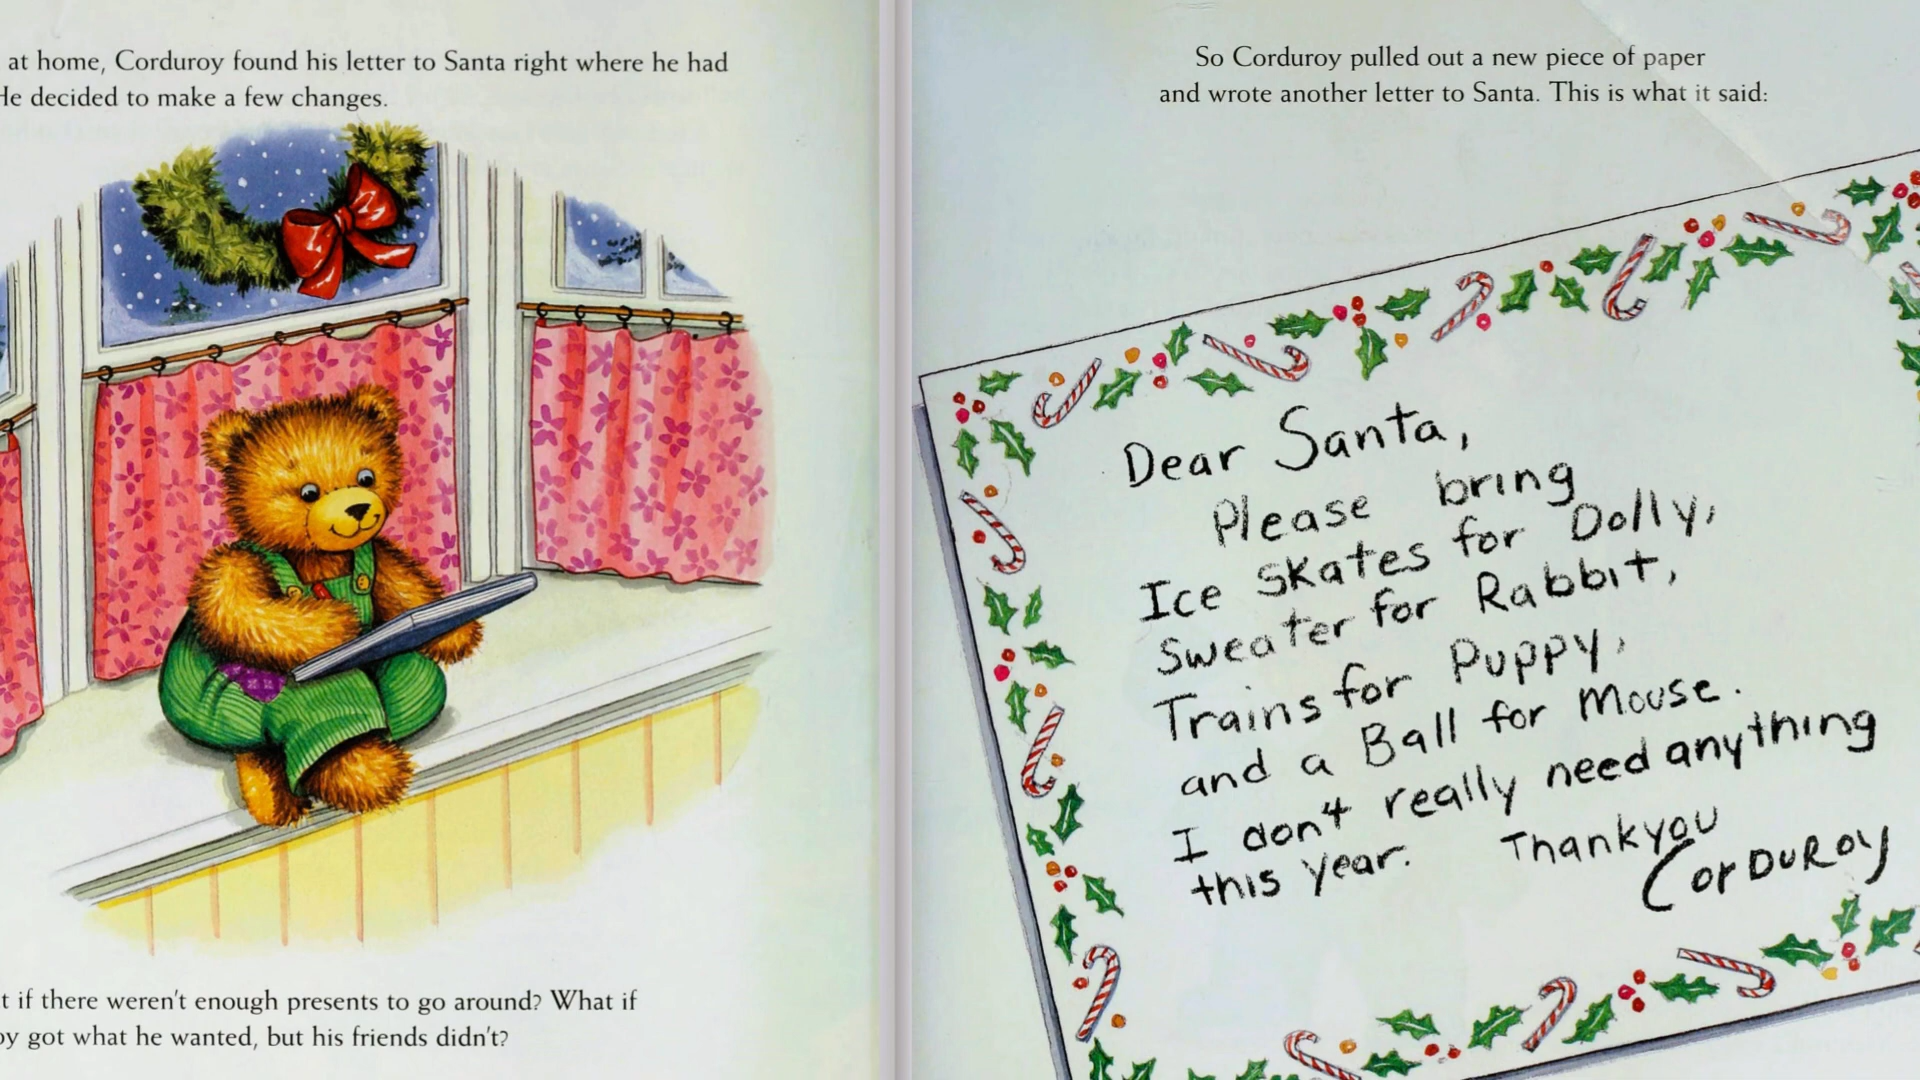 at home, Corduroy found his letter to Santa right where he had
He decided to make a few changes.
if there weren't enough presents to go around? What if
got what he wanted, but his friends didn't?
So Corduroy pulled out a new piece of paper
and wrote another letter to Santa. This is what it said:
Dear Santa,
Please bring
Ice skates for Dolly,
Sweater for Rabbit,
Trains for Puppy,
and a Ball for Mouse.
I don't really need anything
this year. Thankyou
Corduroy